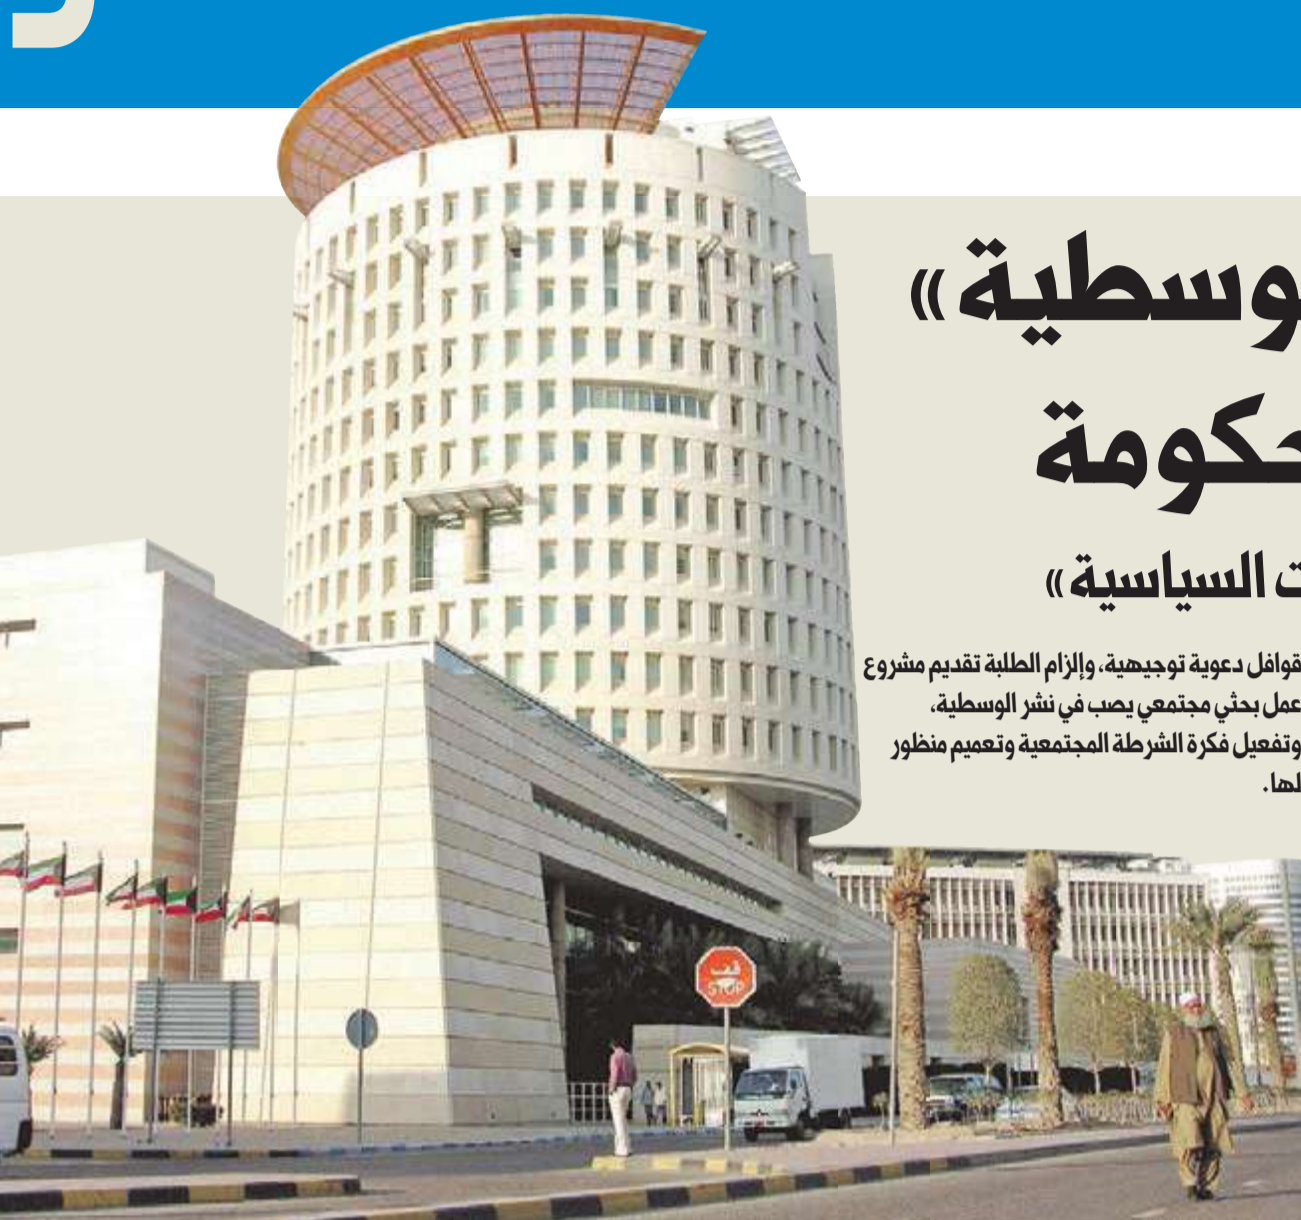 وسطية»
حكومة
ت السياسية»
قوافل دعوية توجيهية، وإلزام الطلبة تقديم مشروع
عمل بحثي مجتمعي يصب في نشر الوسطية،
وتفعيل فكرة الشرطة المجتمعية وتعميم منظور
لها.
قف
STOP